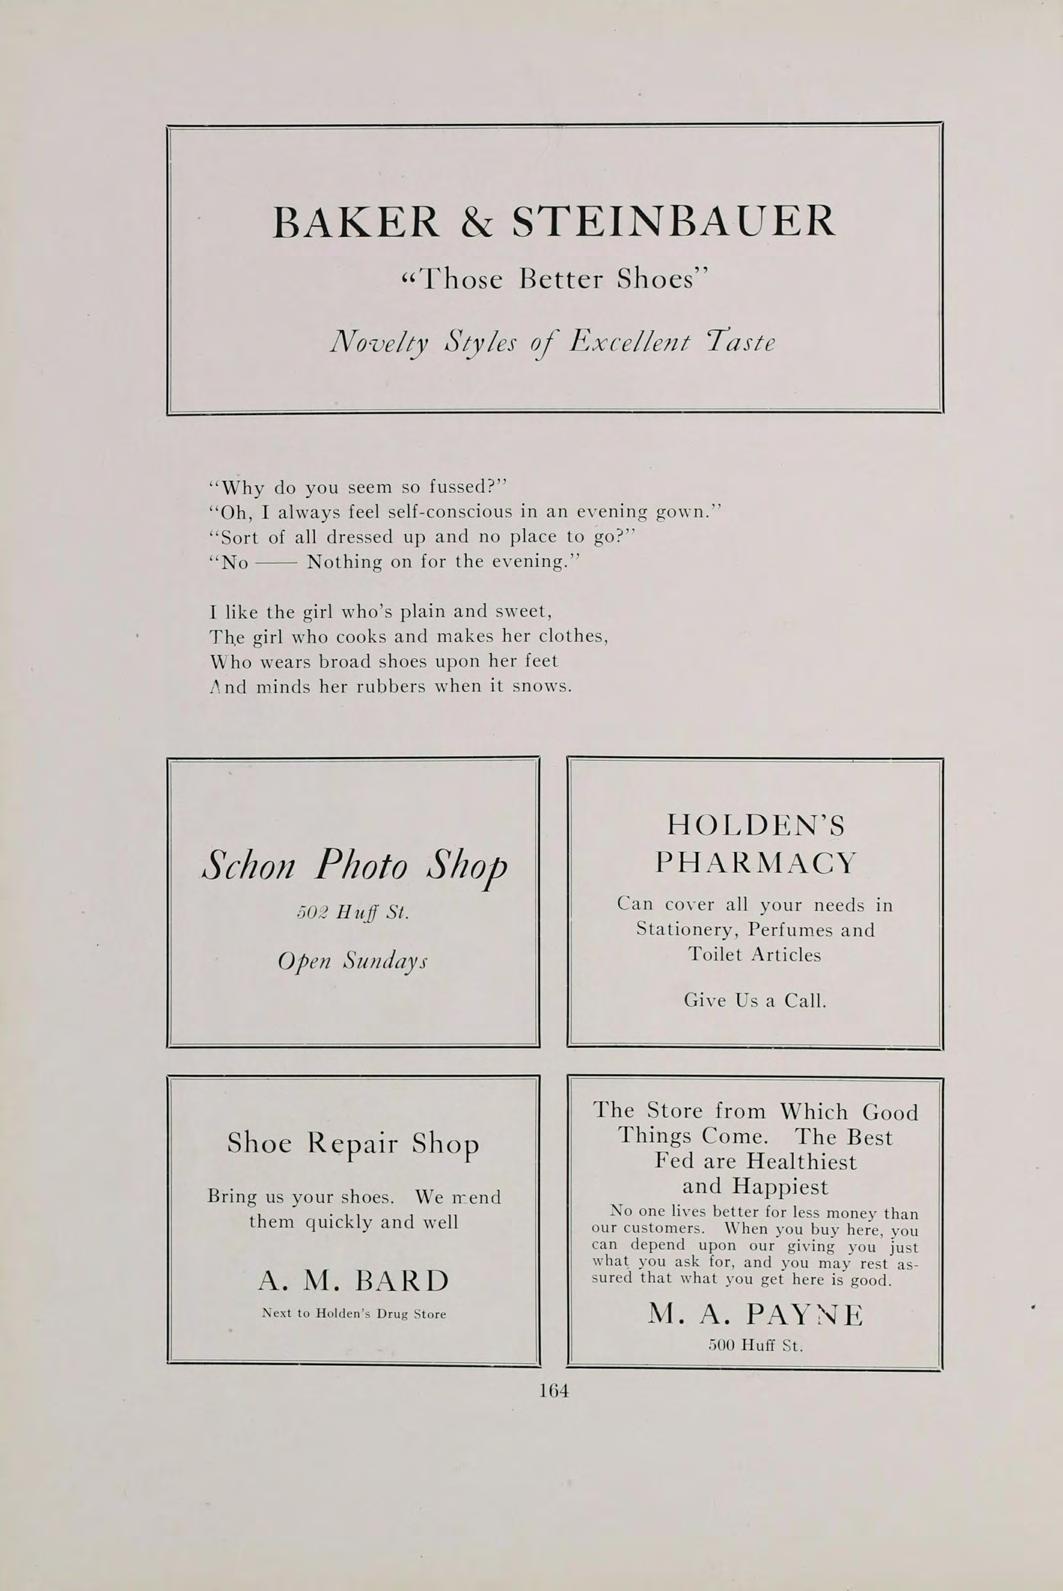 BAKER & STEINBAUER
“Those Better Shoes”
Novelty Styles of Excellent Taste
“Why do you seem so fussed?”
“Oh, I always feel self-conscious in an evening gown.”
“Sort of all dressed up and no place to go?”
“No —— Nothing on for the evening.”
I like the girl who’s plain and sweet,
The girl who cooks and makes her clothes,
Who wears broad shoes upon her feet
And minds her rubbers when it snows.
Schon Photo Shop
502 Huff St.
Open Sundays
HOLDEN’S
PHARMACY
Can cover all your needs in
Stationery, Perfumes and
Toilet Articles
Give Us a Call.
Shoe Repair Shop
Bring us your shoes. We mend
them quickly and well
A. M. BARD
Next to Holden’s Drug Store
The Store from Which Good
Things Come. The Best
Fed are Healthiest
and Happiest
No one lives better for less money than
our customers. When you buy here, you
can depend upon our giving you just
what you ask for, and you may rest as-
sured that what you get here is good.
M. A. PAYNE
500 Huff St.
164